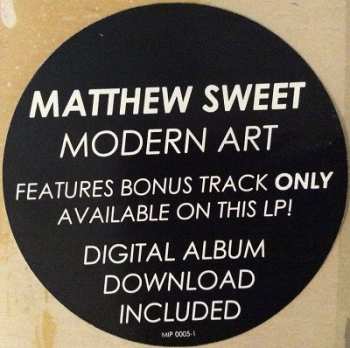 MATTHEW SWEET
MODERN ART
FEATURES BONUS TRACK ONLY
AVAILABLE ON THIS LP!
DIGITAL ALBUM
DOWNLOAD
INCLUDED
MIP 0005-1